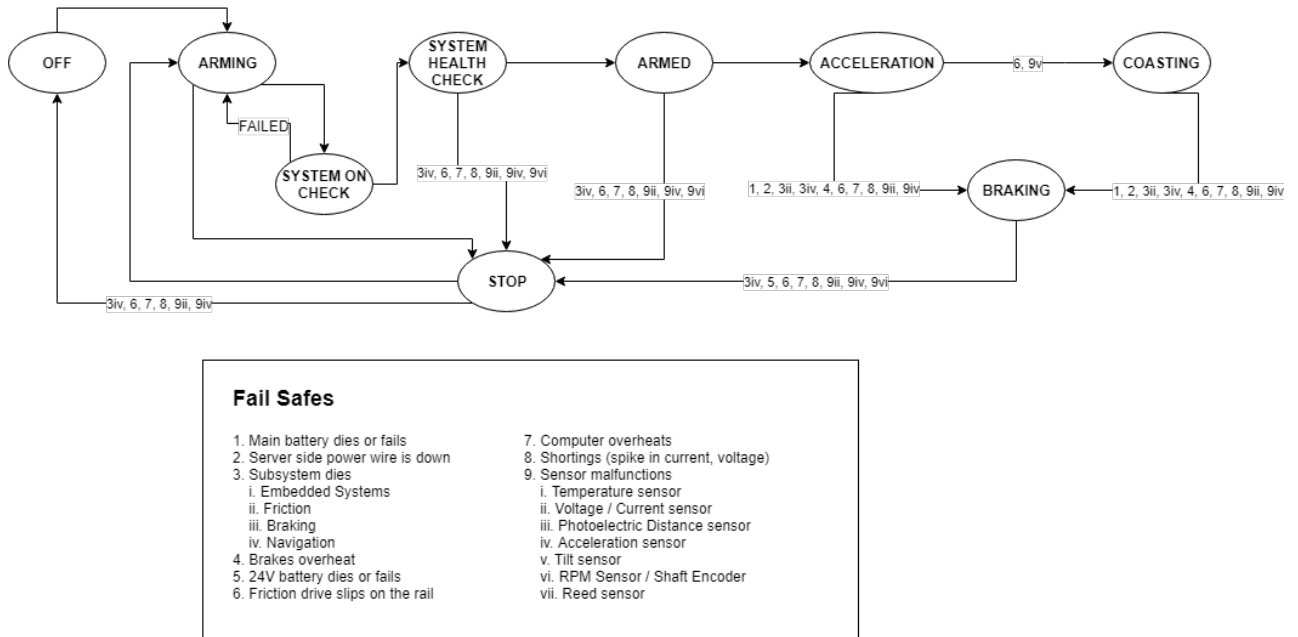 OFF
ARMING
SYSTEM
HEALTH
CHECK
ARMED
ACCELERATION
6, 9v
COASTING
FAILED
SYSTEM ON
CHECK
3iv, 6, 7, 8, 9ii, 9iv, 9vi
3iv, 6, 7, 8, 9ii, 9iv, 9vi
1, 2, 3ii, 3iv, 4, 6, 7, 8, 9ii, 9iv
BRAKING
1, 2, 3ii, 3iv, 4, 6, 7, 8, 9ii, 9iv
STOP
3iv, 5, 6, 7, 8, 9ii, 9iv, 9vi
3iv, 6, 7, 8, 9ii, 9iv
Fail Safes
1. Main battery dies or fails
2. Server side power wire is down
3. Subsystem dies
i. Embedded Systems
ii. Friction
iii. Braking
iv. Navigation
4. Brakes overheat
5. 24V battery dies or fails
6. Friction drive slips on the rail
7. Computer overheats
8. Shortings (spike in current, voltage)
9. Sensor malfunctions
i. Temperature sensor
ii. Voltage / Current sensor
iii. Photoelectric Distance sensor
iv. Acceleration sensor
v. Tilt sensor
vi. RPM Sensor / Shaft Encoder
vii. Reed sensor